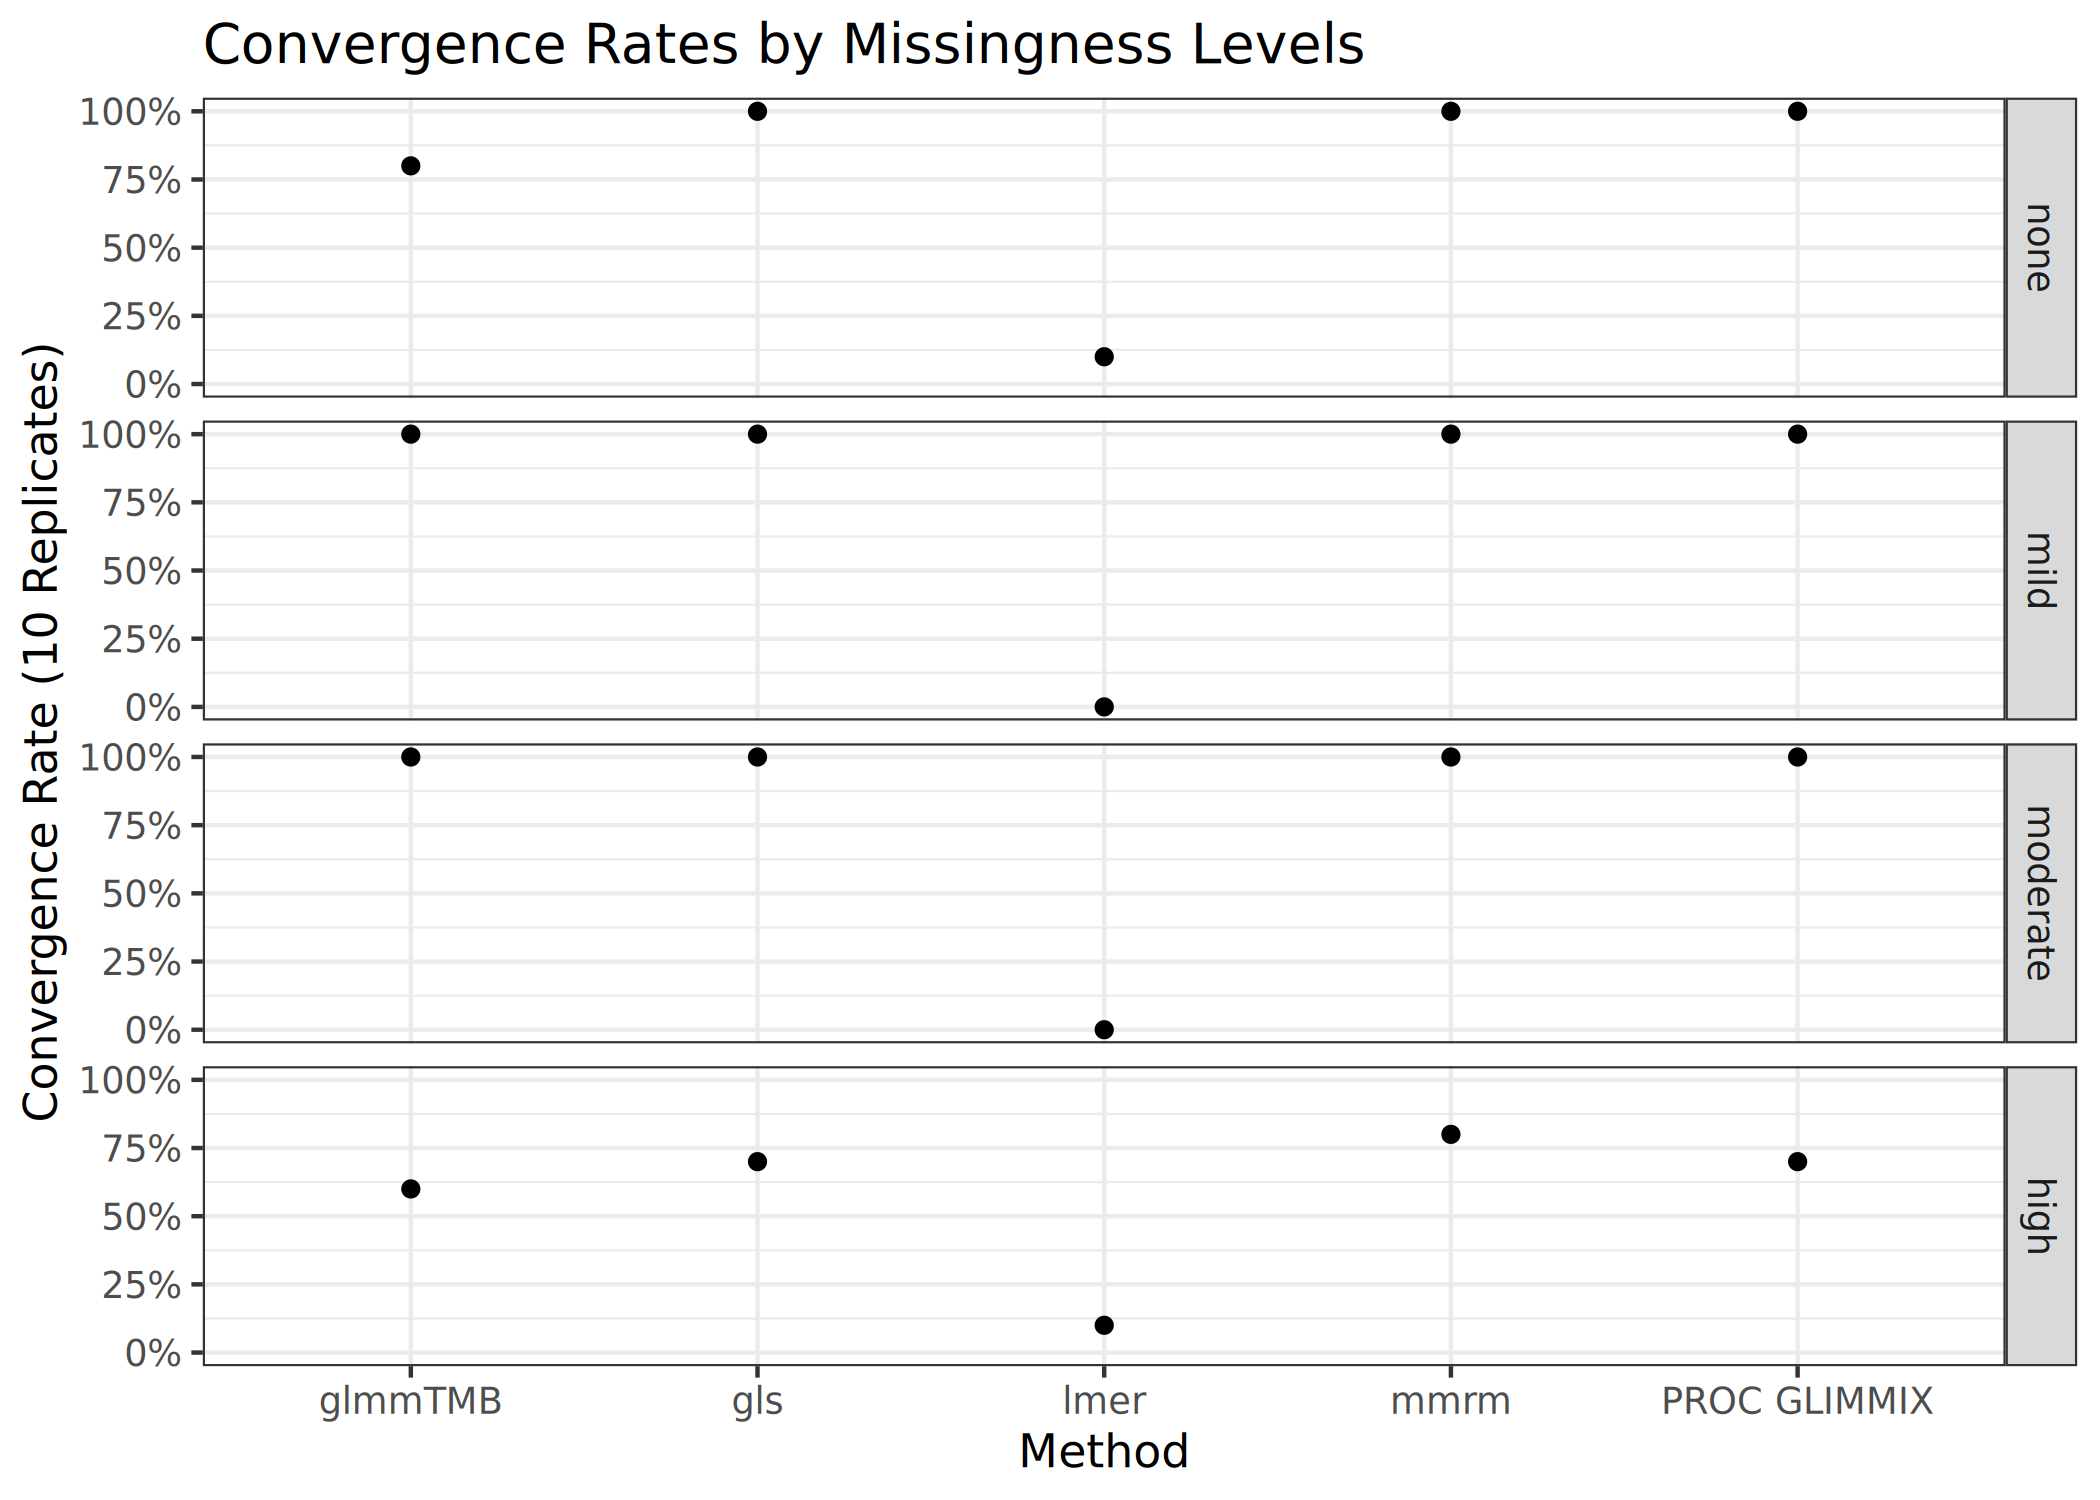 Convergence Rates by Missingness Levels
Convergence Rate (10 Replicates)
100%
75%
50%
25%
0%
none
100%
75%
50%
25%
0%
mild
100%
75%
50%
25%
0%
moderate
100%
75%
50%
25%
0%
high
glmmTMB gls lmer mmrm PROC GLIMMIX
Method